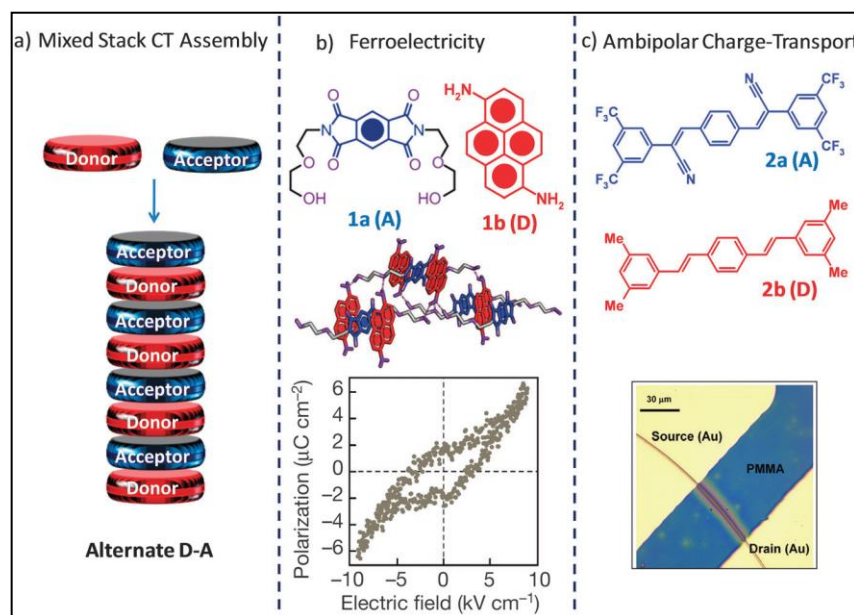 a) Mixed Stack CT Assembly
Donor
Acceptor
Acceptor
Donor
Acceptor
Donor
Acceptor
Donor
Acceptor
Donor
Alternate D-A
b) Ferroelectricity
O
O
H₂N
N
N
O
O
O
O
OH
HO
NH₂
1a (A)
1b (D)
Polarization (μC cm⁻²)
6
4
2
0
−2
−4
−6
−10
−5
0
5
10
Electric field (kV cm⁻¹)
c) Ambipolar Charge-Transport
N
CF₃
F₃C
CF₃
F₃C
N
2a (A)
Me
Me
Me
Me
2b (D)
30 μm
Source (Au)
PMMA
Drain (Au)